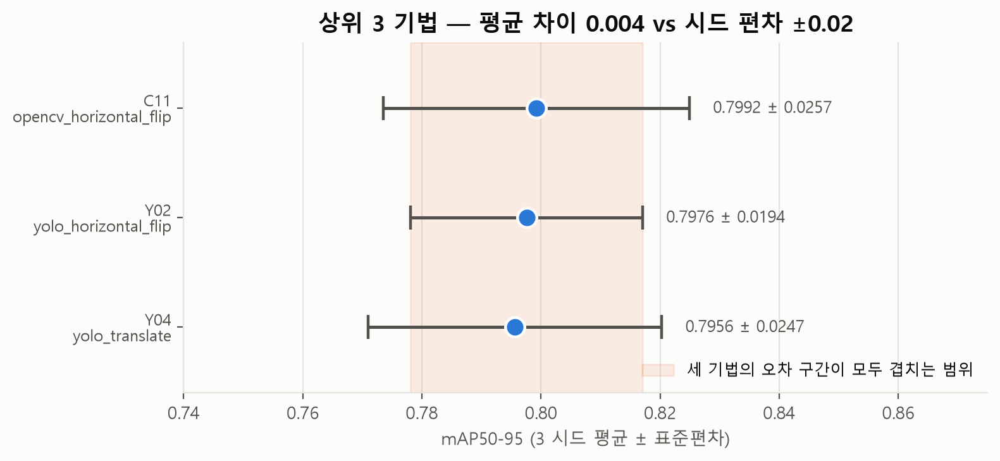 상위 3 기법 — 평균 차이 0.004 vs 시드 편차 ±0.02
C11
opencv_horizontal_flip
0.7992 ± 0.0257
Y02
yolo_horizontal_flip
0.7976 ± 0.0194
Y04
yolo_translate
0.7956 ± 0.0247
세 기법의 오차 구간이 모두 겹치는 범위
0.74 0.76 0.78 0.80 0.82 0.84 0.86
mAP50-95 (3 시드 평균 ± 표준편차)